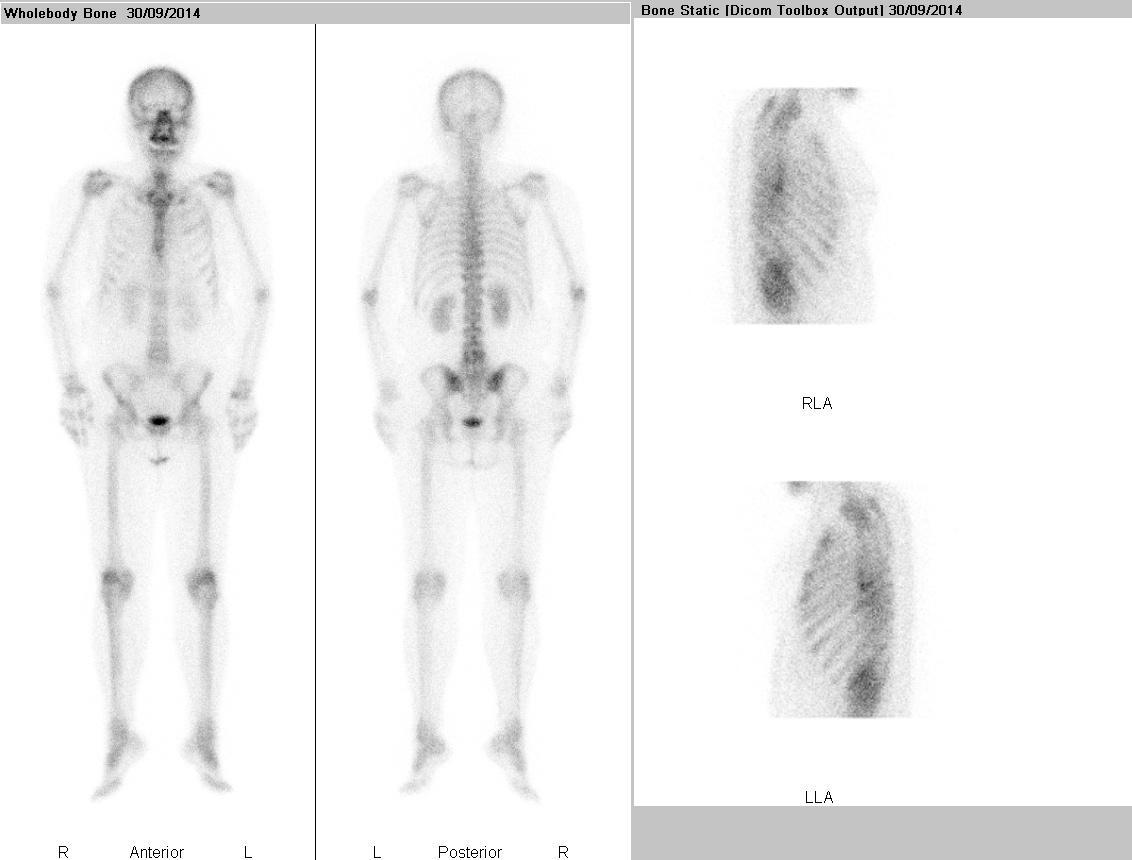 Wholebody Bone 30/09/2014
Bone Static [Dicom Toolbox Output] 30/09/2014
RLA
LLA
R Anterior L
L Posterior R